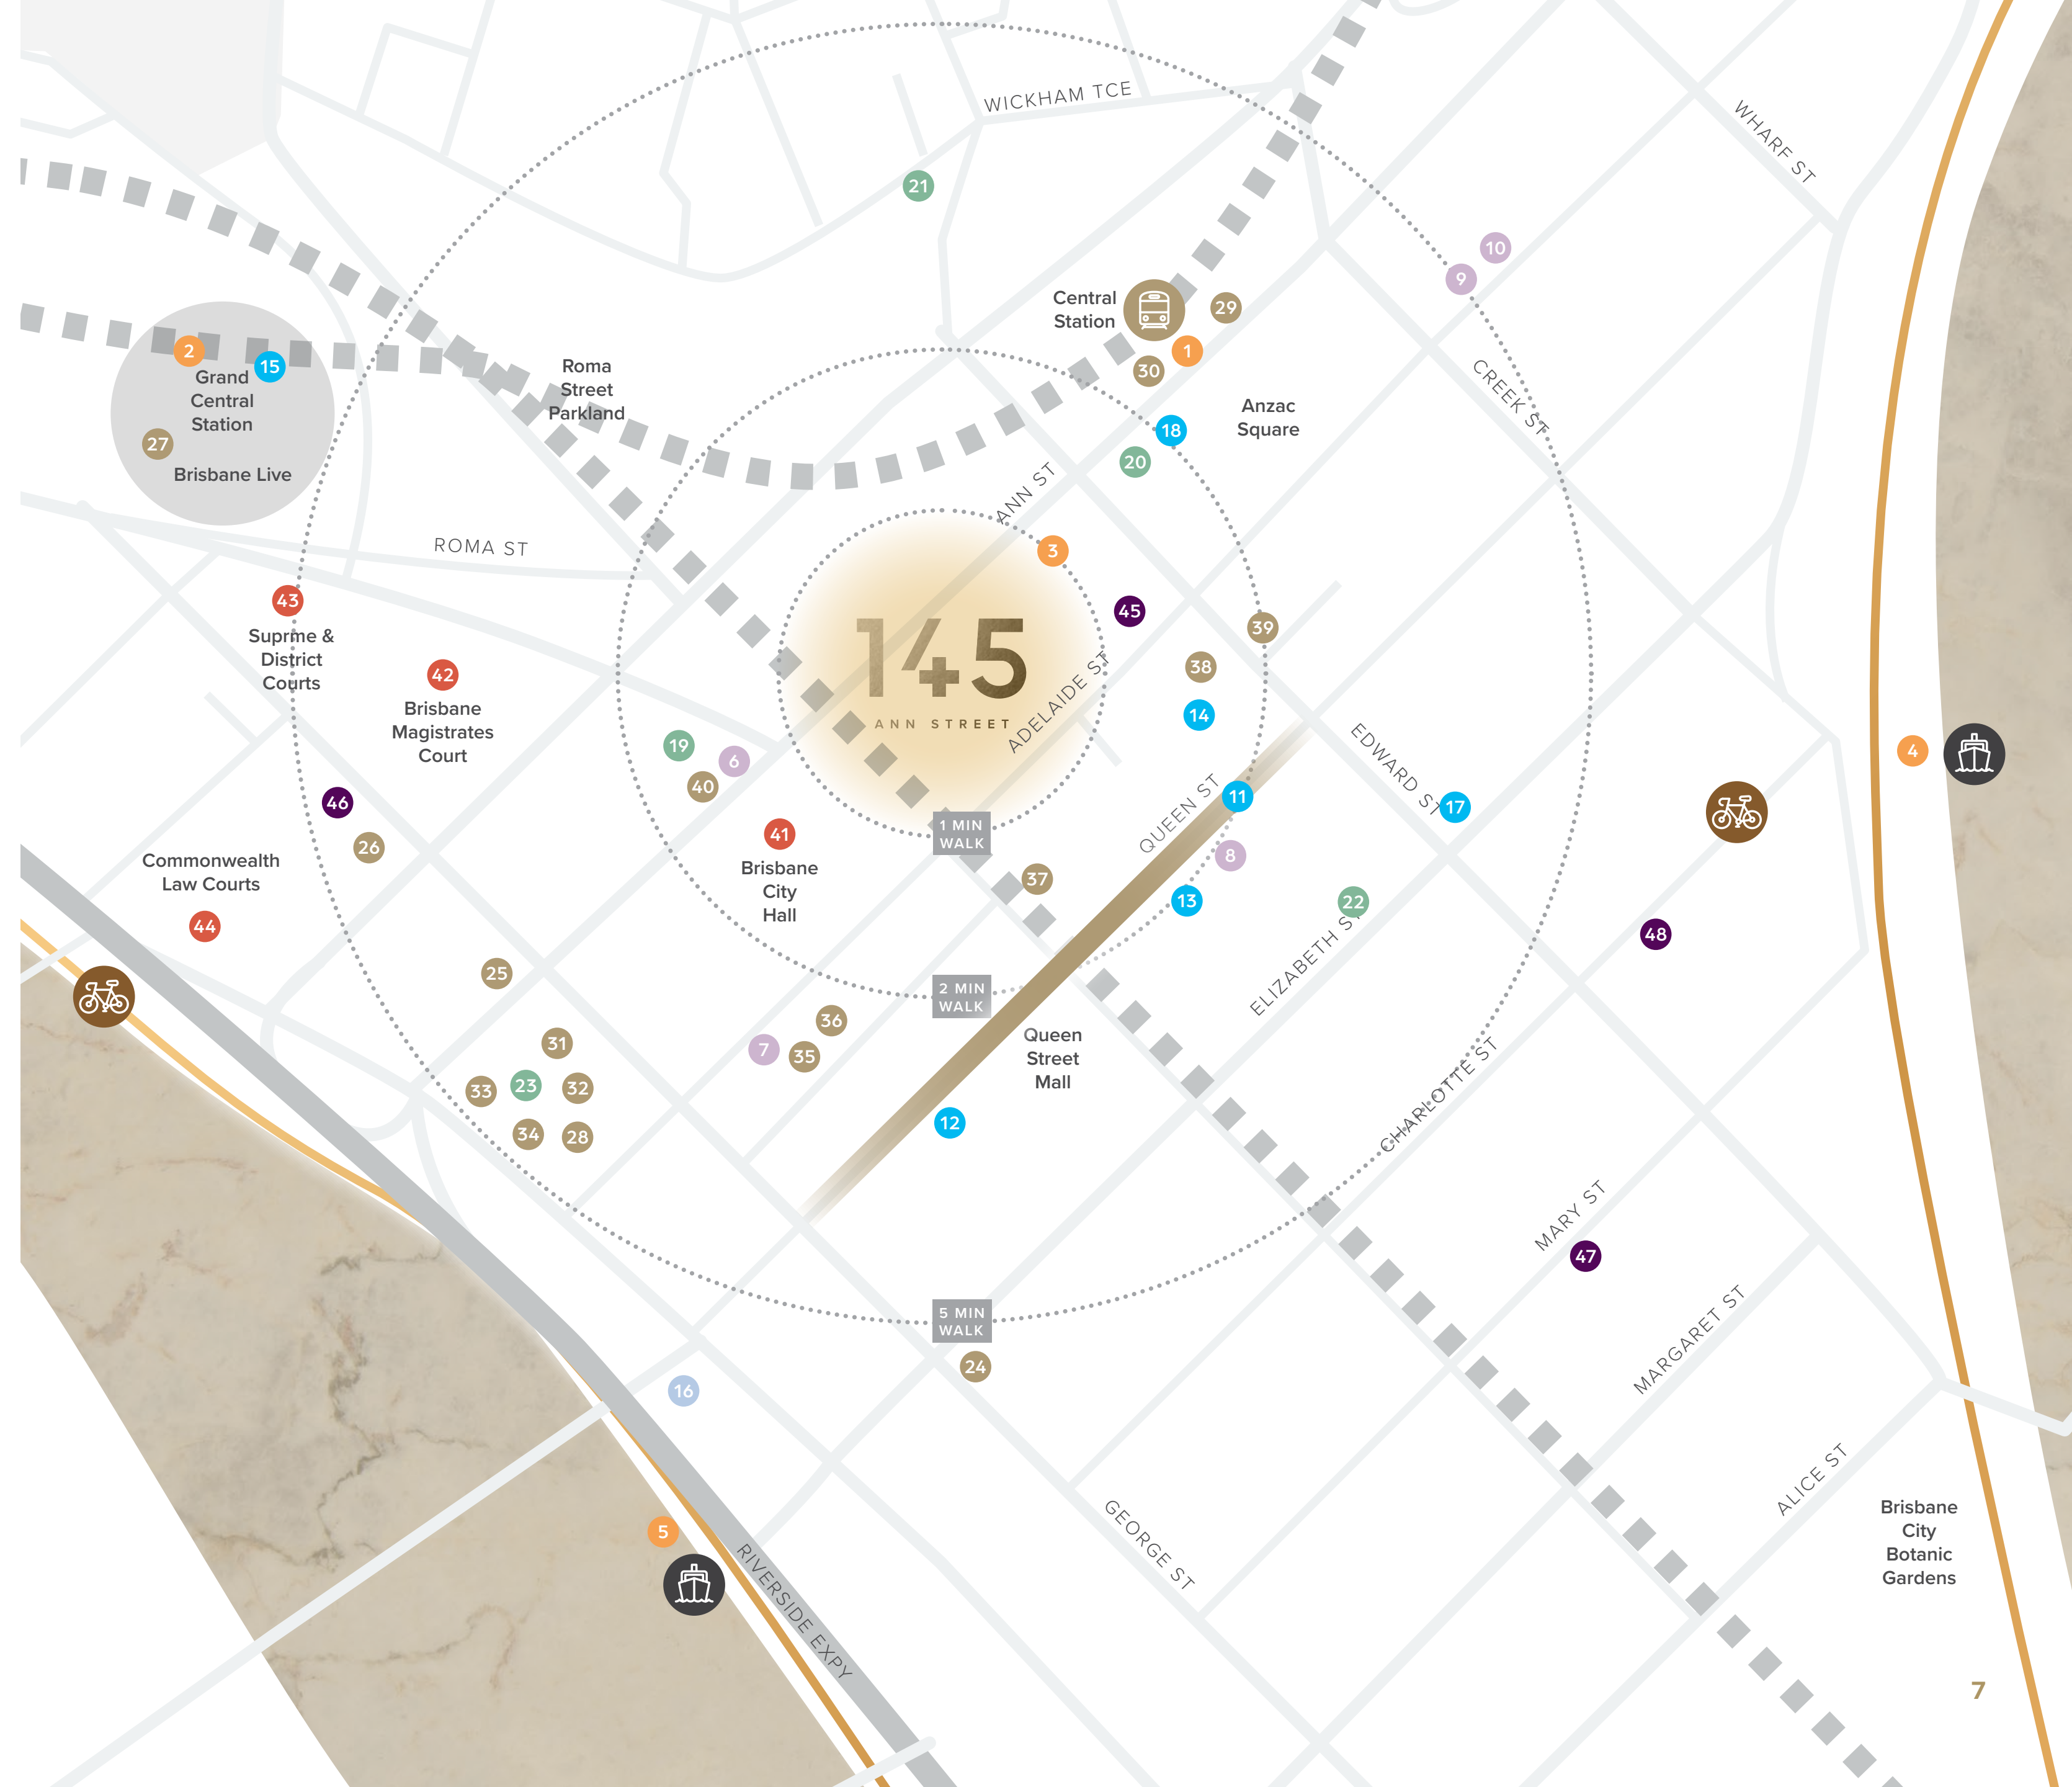 WICKHAM TCE
WHARF ST
21
10
9
Central
Station
29
1
30
2
15
Grand
Central
Station
27
Brisbane Live
Roma
Street
Parkland
CREEK ST
Anzac
Square
18
20
ANN ST
3
ROMA ST
43
Suprme &
District
Courts
42
Brisbane
Magistrates
Court
45
39
38
14
145
ANN STREET
ADELAIDE ST
19
6
40
EDWARD ST
4
46
26
41
Brisbane
City
Hall
1 MIN
WALK
QUEEN ST
11
17
8
Commonwealth
Law Courts
44
37
13
22
48
ELIZABETH ST
25
2 MIN
WALK
36
31
7
35
Queen
Street
Mall
33
23
32
34
28
12
CHARLOTTE ST
MARY ST
47
5 MIN
WALK
24
16
MARGARET ST
ALICE ST
GEORGE ST
5
RIVERSIDE EXPY
Brisbane
City
Botanic
Gardens
7